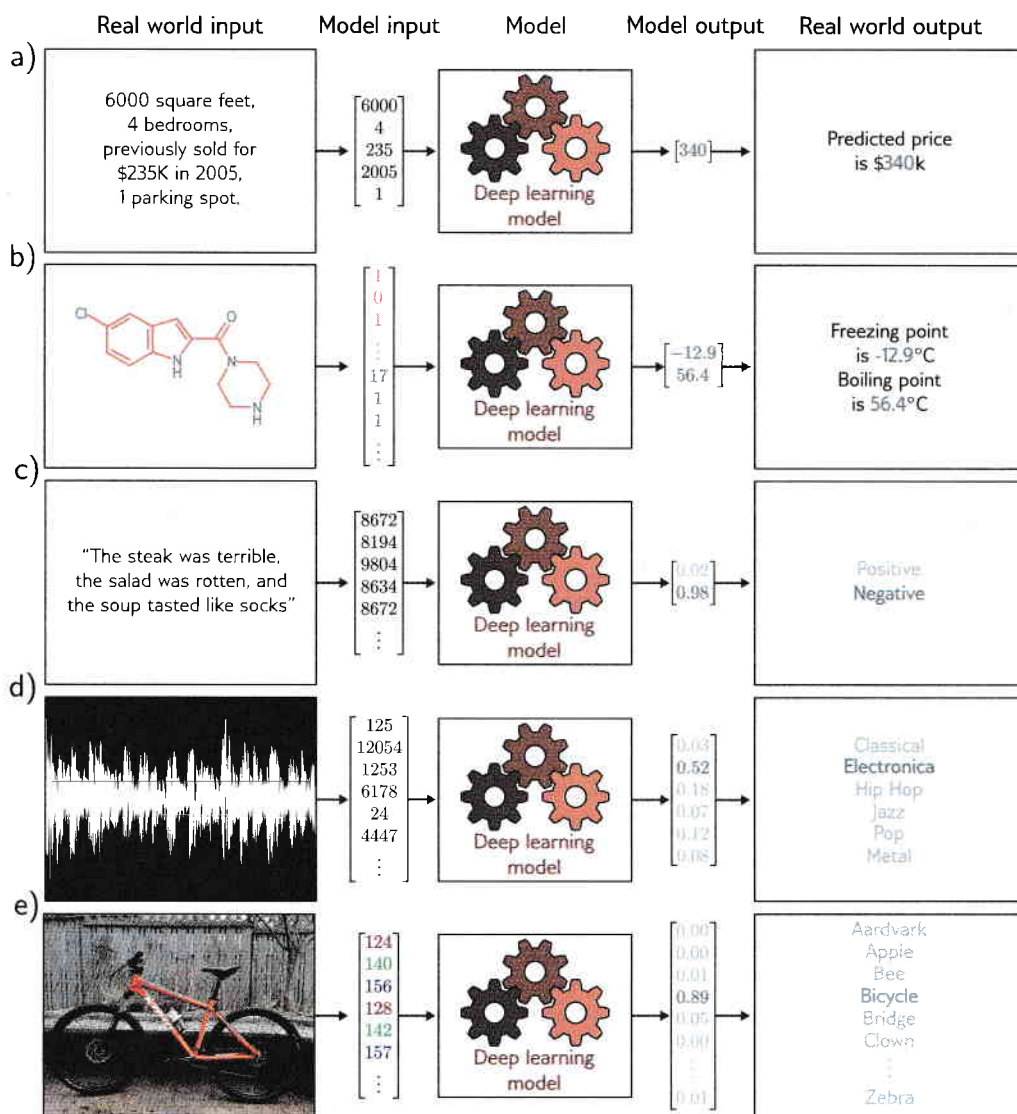 Real world input Model input Model Model output Real world output
a)
6000 square feet,
4 bedrooms,
previously sold for
$235K in 2005,
1 parking spot.
6000
4
235
2005
1
Deep learning
model
[340]
Predicted price
is $340k
b)
Cl
O
N
H
N
N
H
1
0
1
⋮
17
1
1
⋮
Deep learning
model
−12.9
56.4
Freezing point
is -12.9°C
Boiling point
is 56.4°C
c)
“The steak was terrible,
the salad was rotten, and
the soup tasted like socks”
8672
8194
9804
8634
8672
⋮
Deep learning
model
0.02
0.98
Positive
Negative
d)
125
12054
1253
6178
24
4447
⋮
Deep learning
model
0.03
0.52
0.18
0.07
0.12
0.08
Classical
Electronica
Hip Hop
Jazz
Pop
Metal
e)
124
140
156
128
142
157
⋮
Deep learning
model
0.00
0.00
0.01
0.89
0.05
0.00
⋮
0.01
Aardvark
Apple
Bee
Bicycle
Bridge
Clown
⋮
Zebra